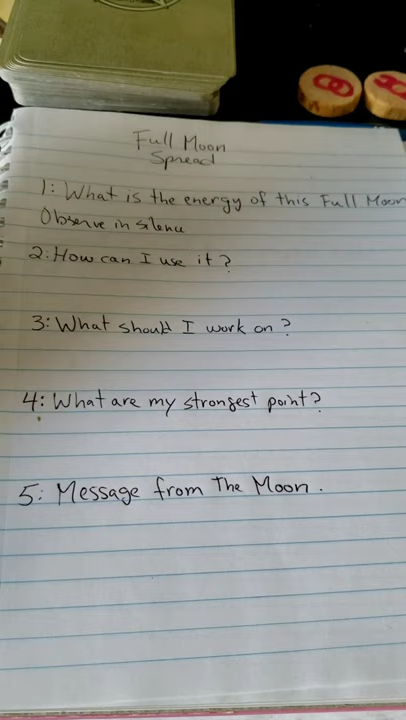 Full Moon
Spread
1: What is the energy of this Full Moon
Observe in silence
2: How can I use it?
3: What should I work on?
4: What are my strongest point?
5: Message from The Moon.